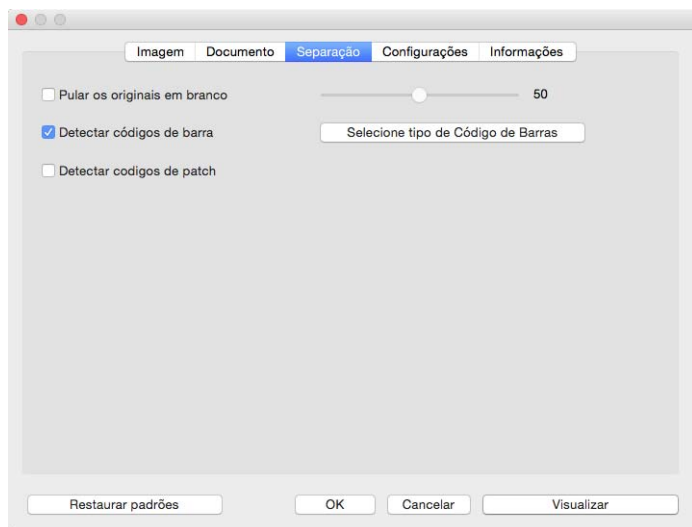 Imagem Documento Separação Configurações Informações
Pular os originais em branco 50
Detectar códigos de barra Selecione tipo de Código de Barras
Detectar codigos de patch
Restaurar padrões OK Cancelar Visualizar